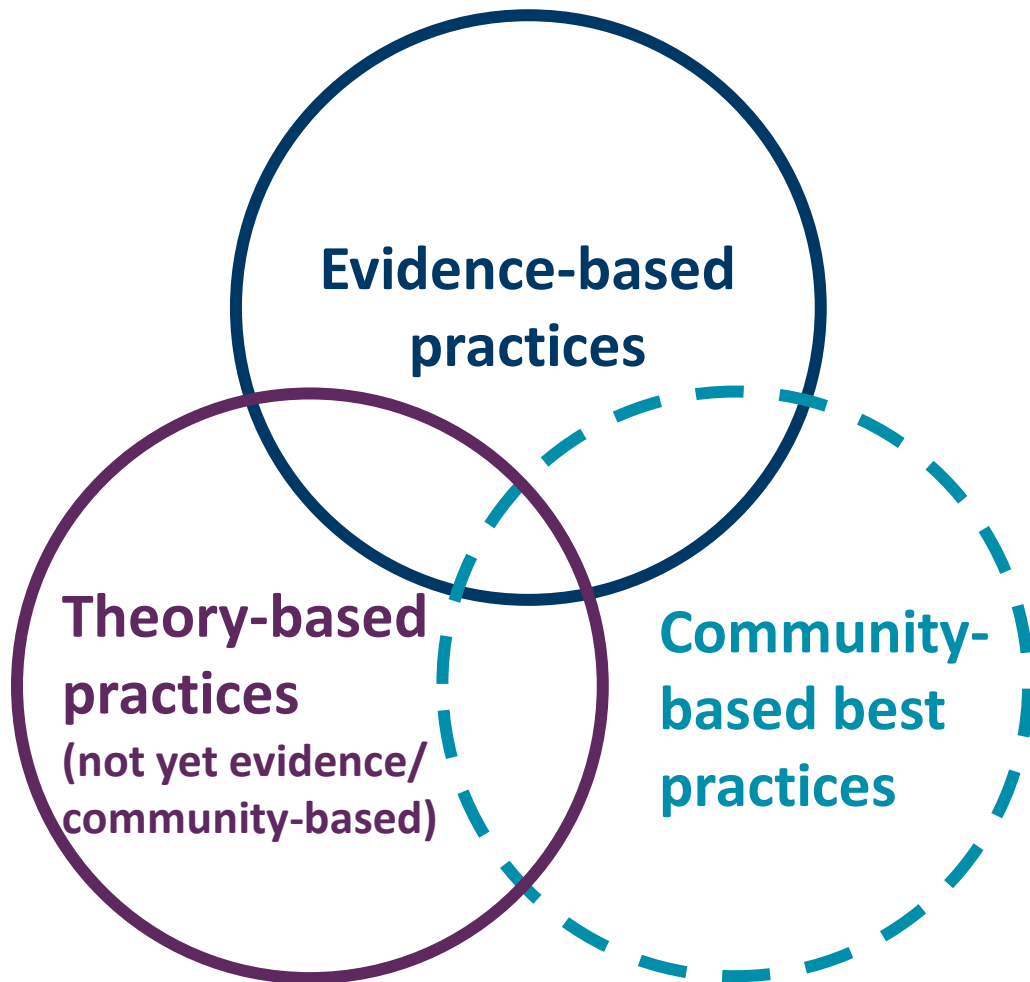 Evidence-based
practices
Theory-based
practices
(not yet evidence/
community-based)
Community-
based best
practices